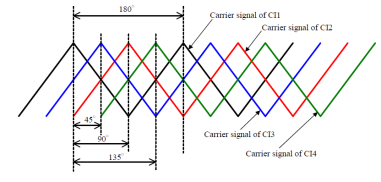 180°
Carrier signal of CI1
Carrier signal of CI2
45°
90°
135°
Carrier signal of CI3
Carrier signal of CI4